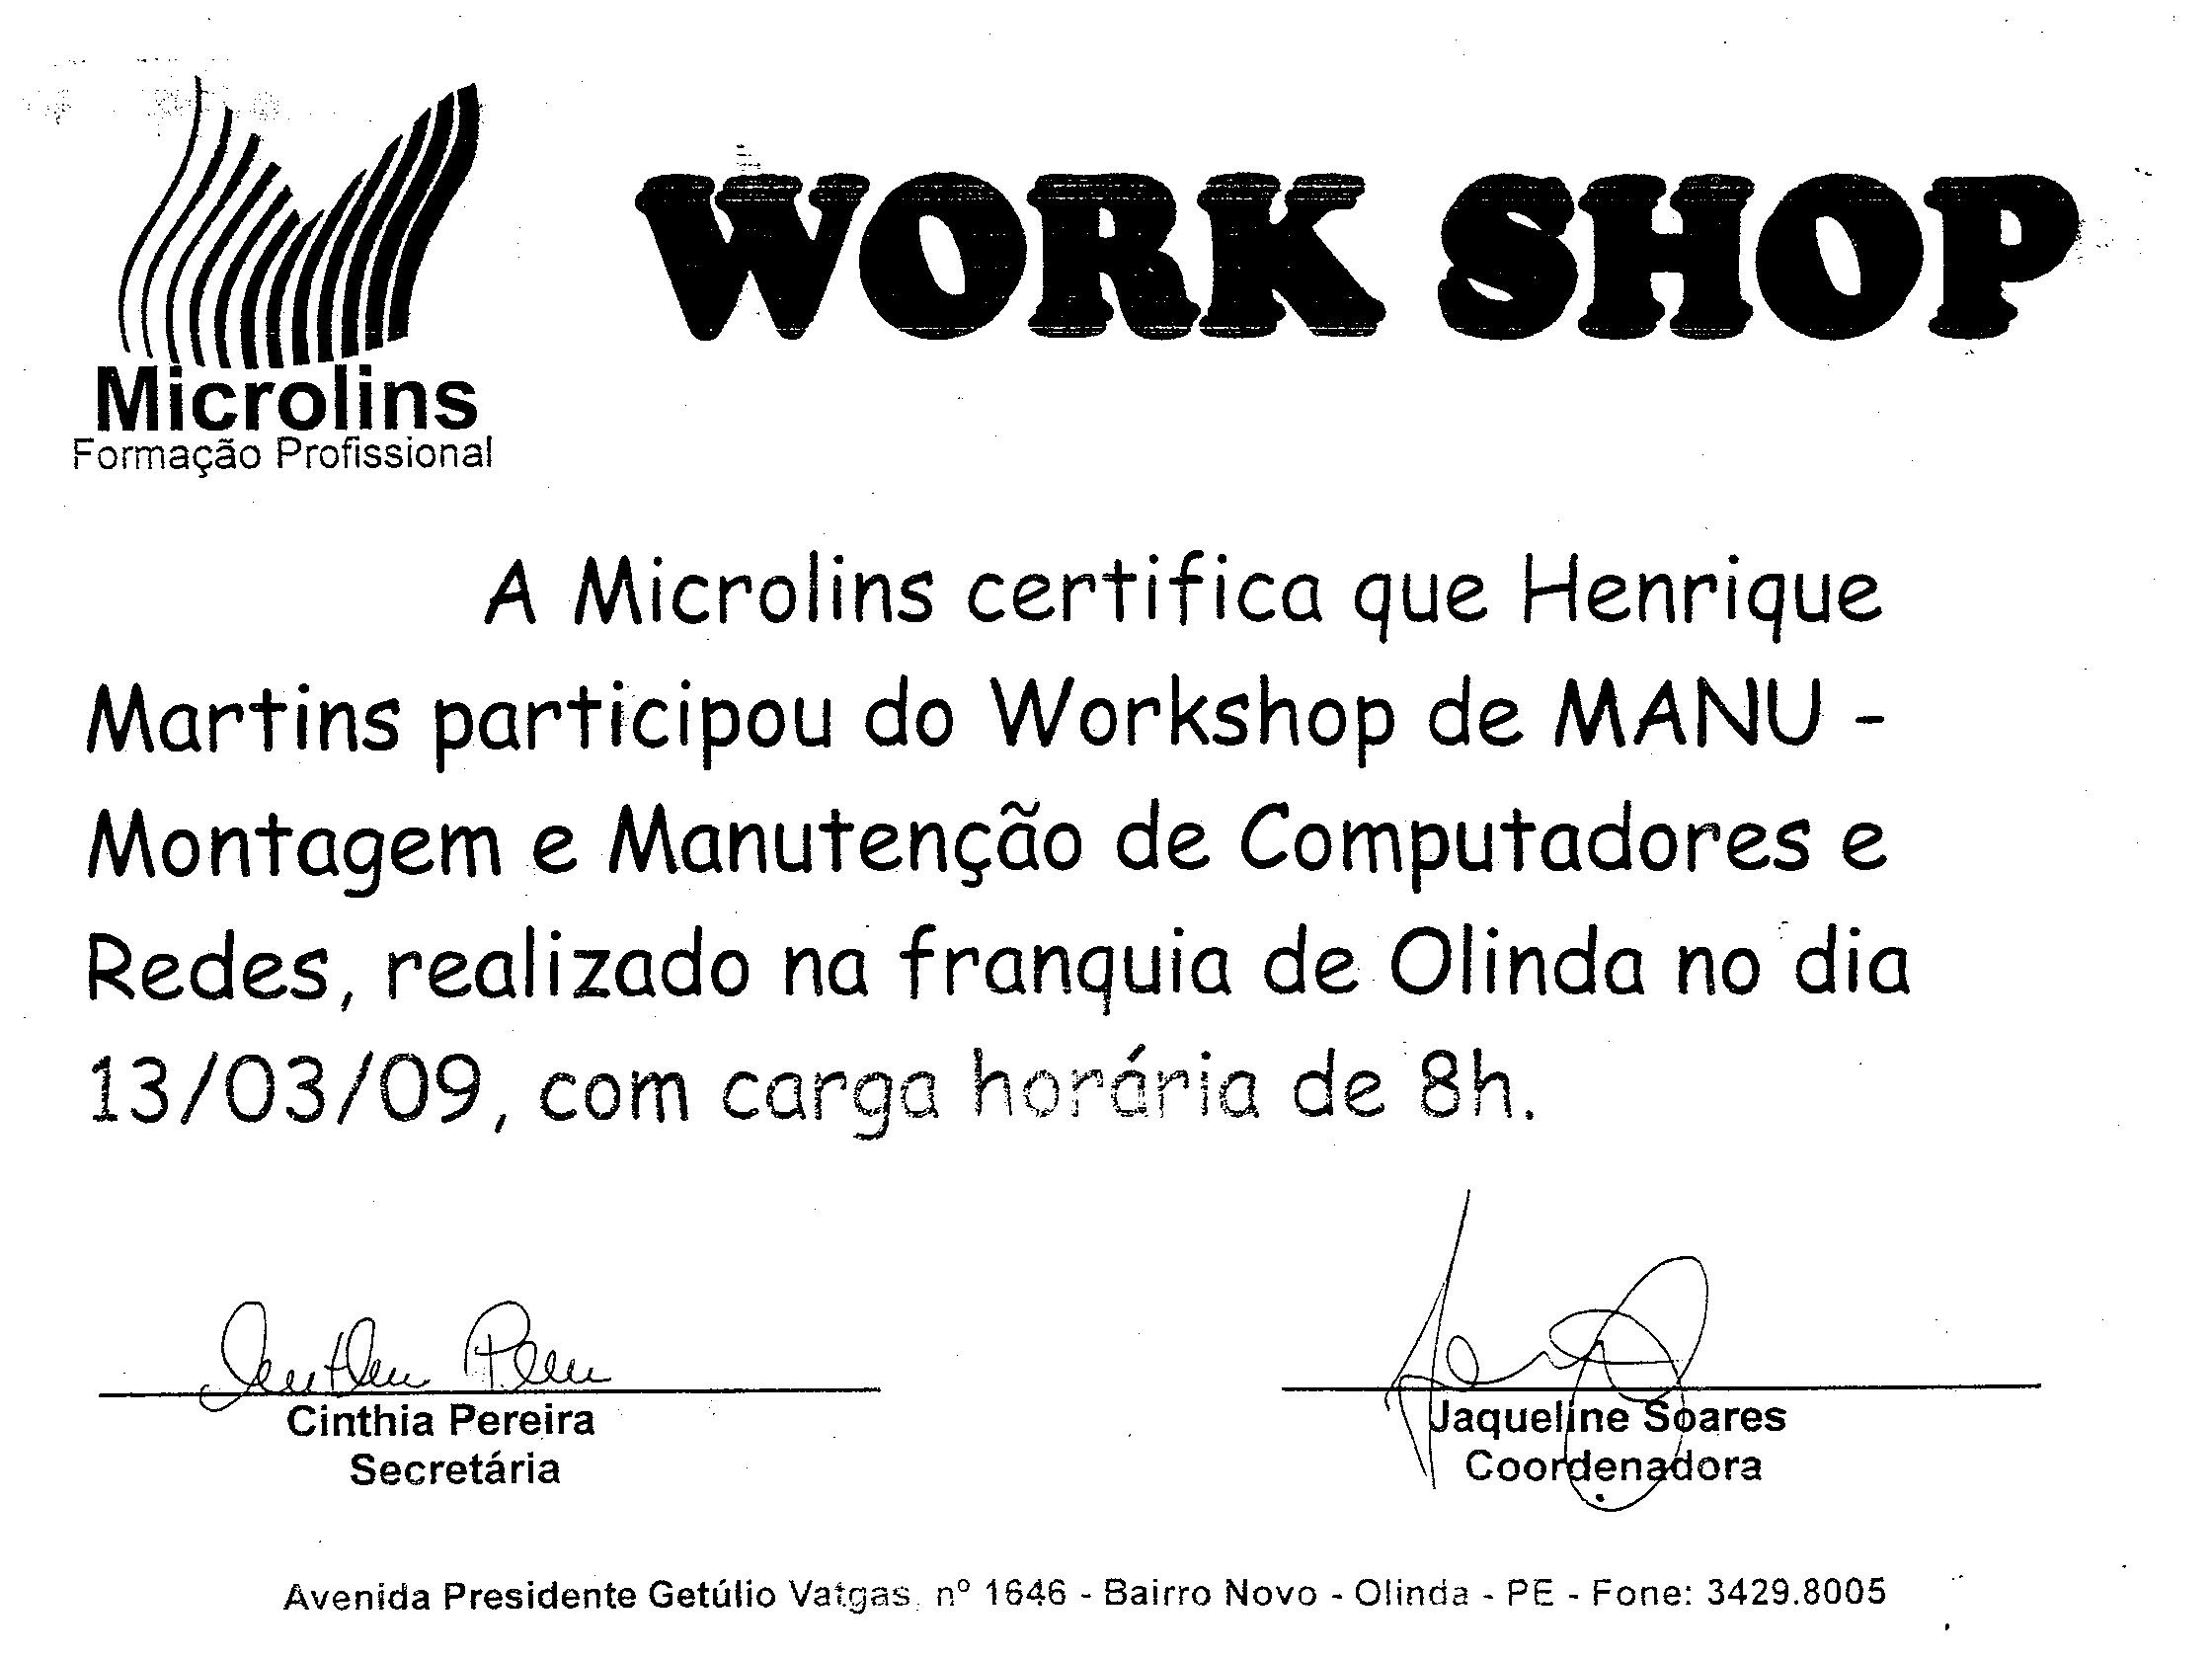 WORK SHOP
Microlins
Formação Profissional
A Microlins certifica que Henrique
Martins participou do Workshop de MANU -
Montagem e Manutenção de Computadores e
Redes, realizado na franquia de Olinda no dia
13/03/09, com carga horária de 8h.
Cinthia Pereira
Secretária
Jaqueline Soares
Coordenadora
Avenida Presidente Getúlio Vatgas, nº 1646 - Bairro Novo - Olinda - PE - Fone: 3429.8005